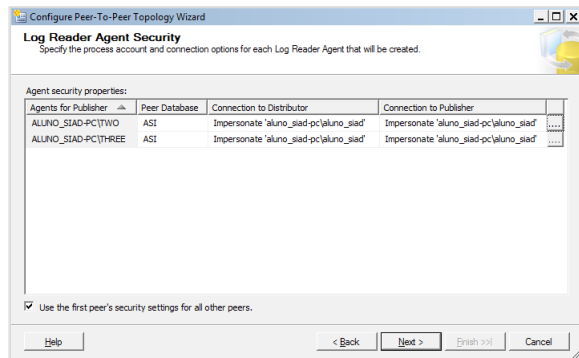 Configure Peer-To-Peer Topology Wizard
Log Reader Agent Security
Specify the process account and connection options for each Log Reader Agent that will be created.
Agent security properties:
Agents for Publisher Peer Database Connection to Distributor Connection to Publisher
ALUNO_SIAD-PC\TWO ASI Impersonate 'aluno_siad-pc\aluno_siad' Impersonate 'aluno_siad-pc\aluno_siad' ...
ALUNO_SIAD-PC\THREE ASI Impersonate 'aluno_siad-pc\aluno_siad' Impersonate 'aluno_siad-pc\aluno_siad' ...
Use the first peer's security settings for all other peers.
Help < Back Next > Finish >>| Cancel